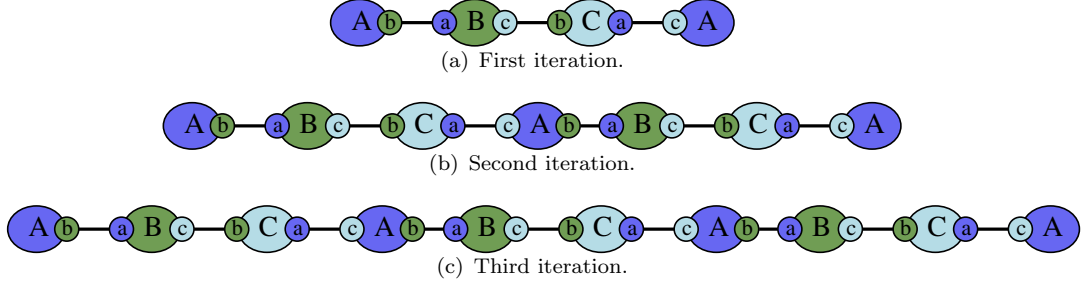 A b a B c b C a c A
(a) First iteration.
A b a B c b C a c A b a B c b C a c A
(b) Second iteration.
A b a B c b C a c A b a B c b C a c A b a B c b C a c A
(c) Third iteration.